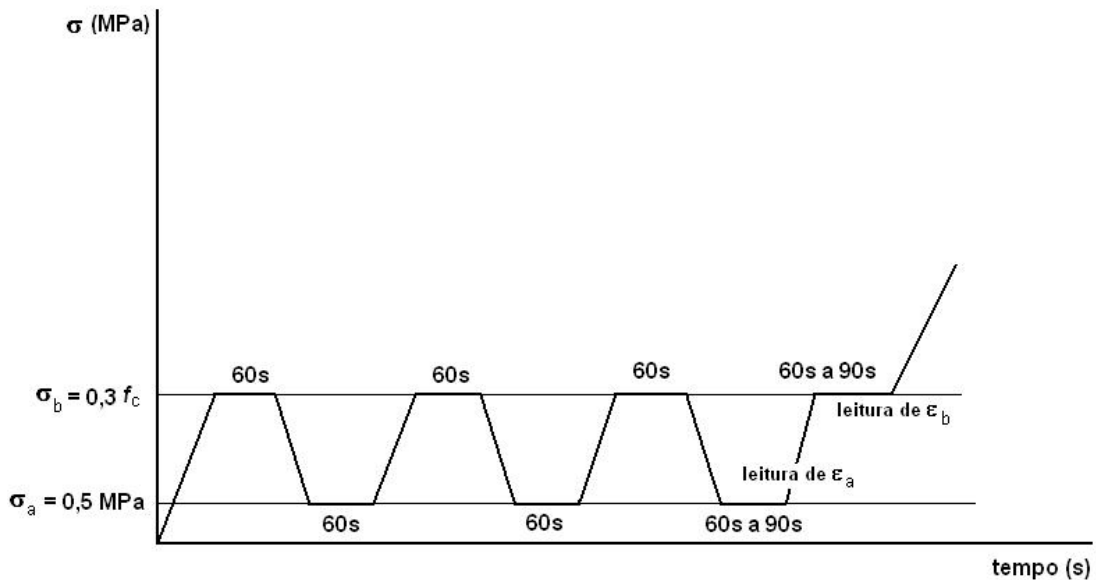 σ (MPa)
60s
60s
60s
60s a 90s
σb = 0,3 fc
leitura de εb
leitura de εa
σa = 0,5 MPa
60s
60s
60s a 90s
tempo (s)